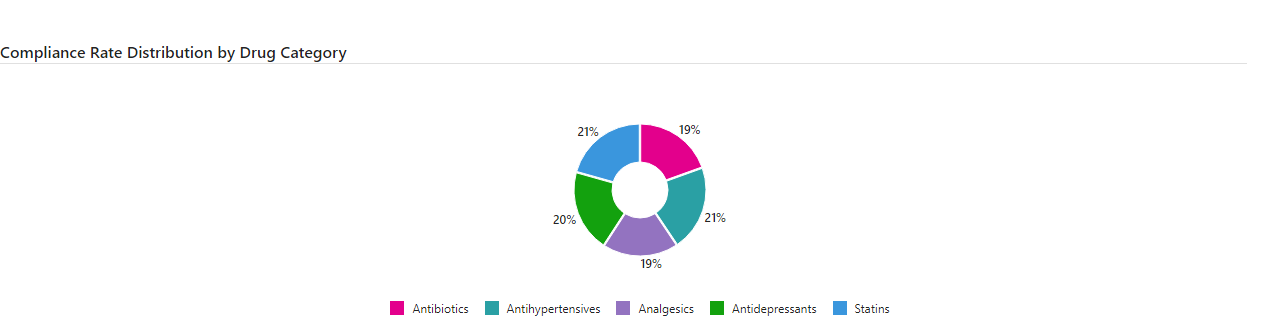 Compliance Rate Distribution by Drug Category
21%
19%
20%
21%
19%
Antibiotics Antihypertensives Analgesics Antidepressants Statins